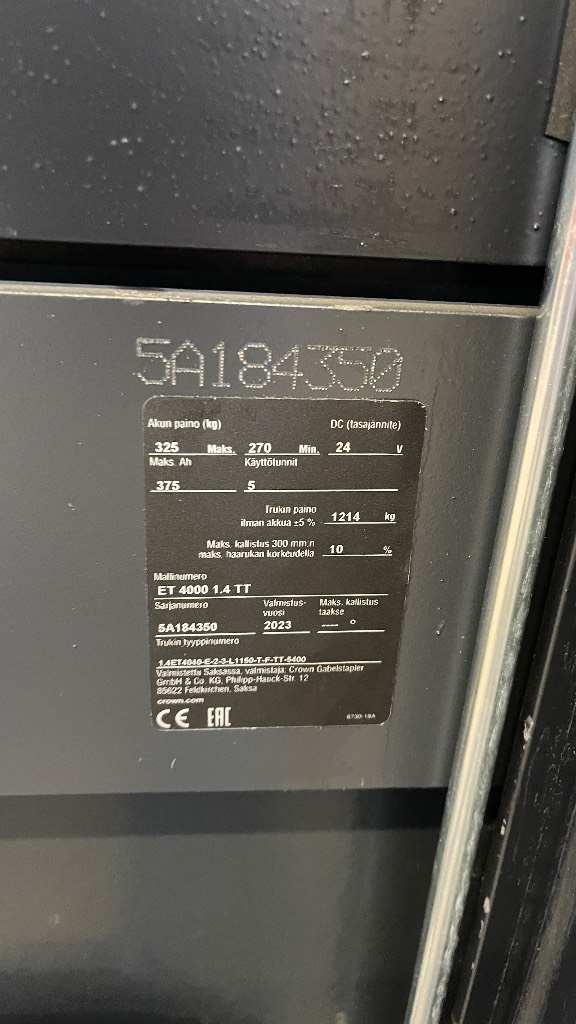 5A184350
Akun paino (kg) DC (tasajännite)
325 Maks. 270 Min. 24 V
Maks. Ah Käyttötunnit
375 5
Trukin paino
ilman akkua ±5 % 1214 kg
Maks. kallistus 300 mm:n
maks. haarukan korkeudella 10 %
Mallinumero
ET 4000 1.4 TT
Sarjanumero Valmistus- Maks. kallistus
vuosi taakse
5A184350 2023 ---- °
Trukin tyyppinumero
1.4ET4040-E-2-3-L1150-T-F-TT-5400
Valmistettu Saksassa, valmistaja: Crown Gabelstapler
GmbH & Co. KG, Philipp-Hauck-Str. 12
85622 Feldkirchen, Saksa
crown.com
CE EAC 8730-18A